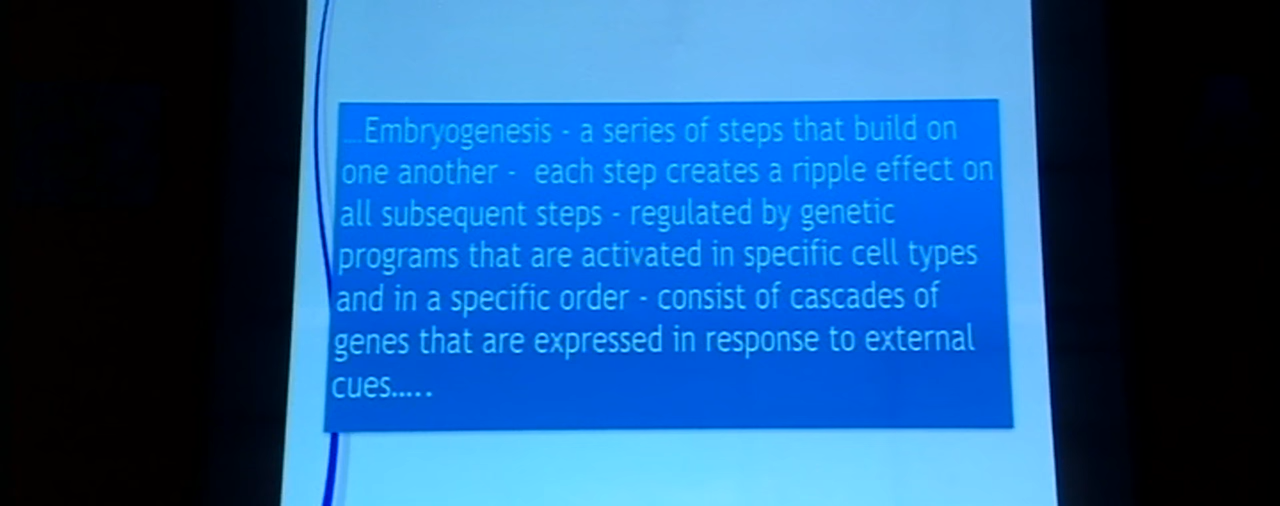 ...Embryogenesis - a series of steps that build on
one another - each step creates a ripple effect on
all subsequent steps - regulated by genetic
programs that are activated in specific cell types
and in a specific order - consist of cascades of
genes that are expressed in response to external
cues.....